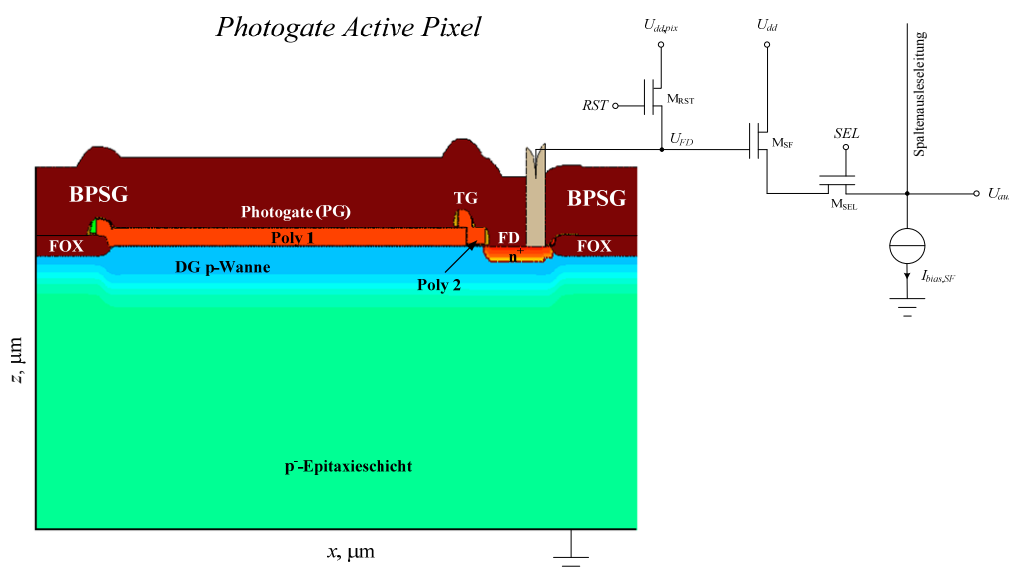 Photogate Active Pixel
U_dd,pix
U_dd
RST
M_RST
U_FD
M_SF
SEL
M_SEL
Spaltenausleseleitung
U_aus
I_bias,SF
BPSG
Photogate (PG)
TG
BPSG
FOX
Poly 1
FD
FOX
n+
DG p-Wanne
Poly 2
p⁻-Epitaxieschicht
z, µm
x, µm